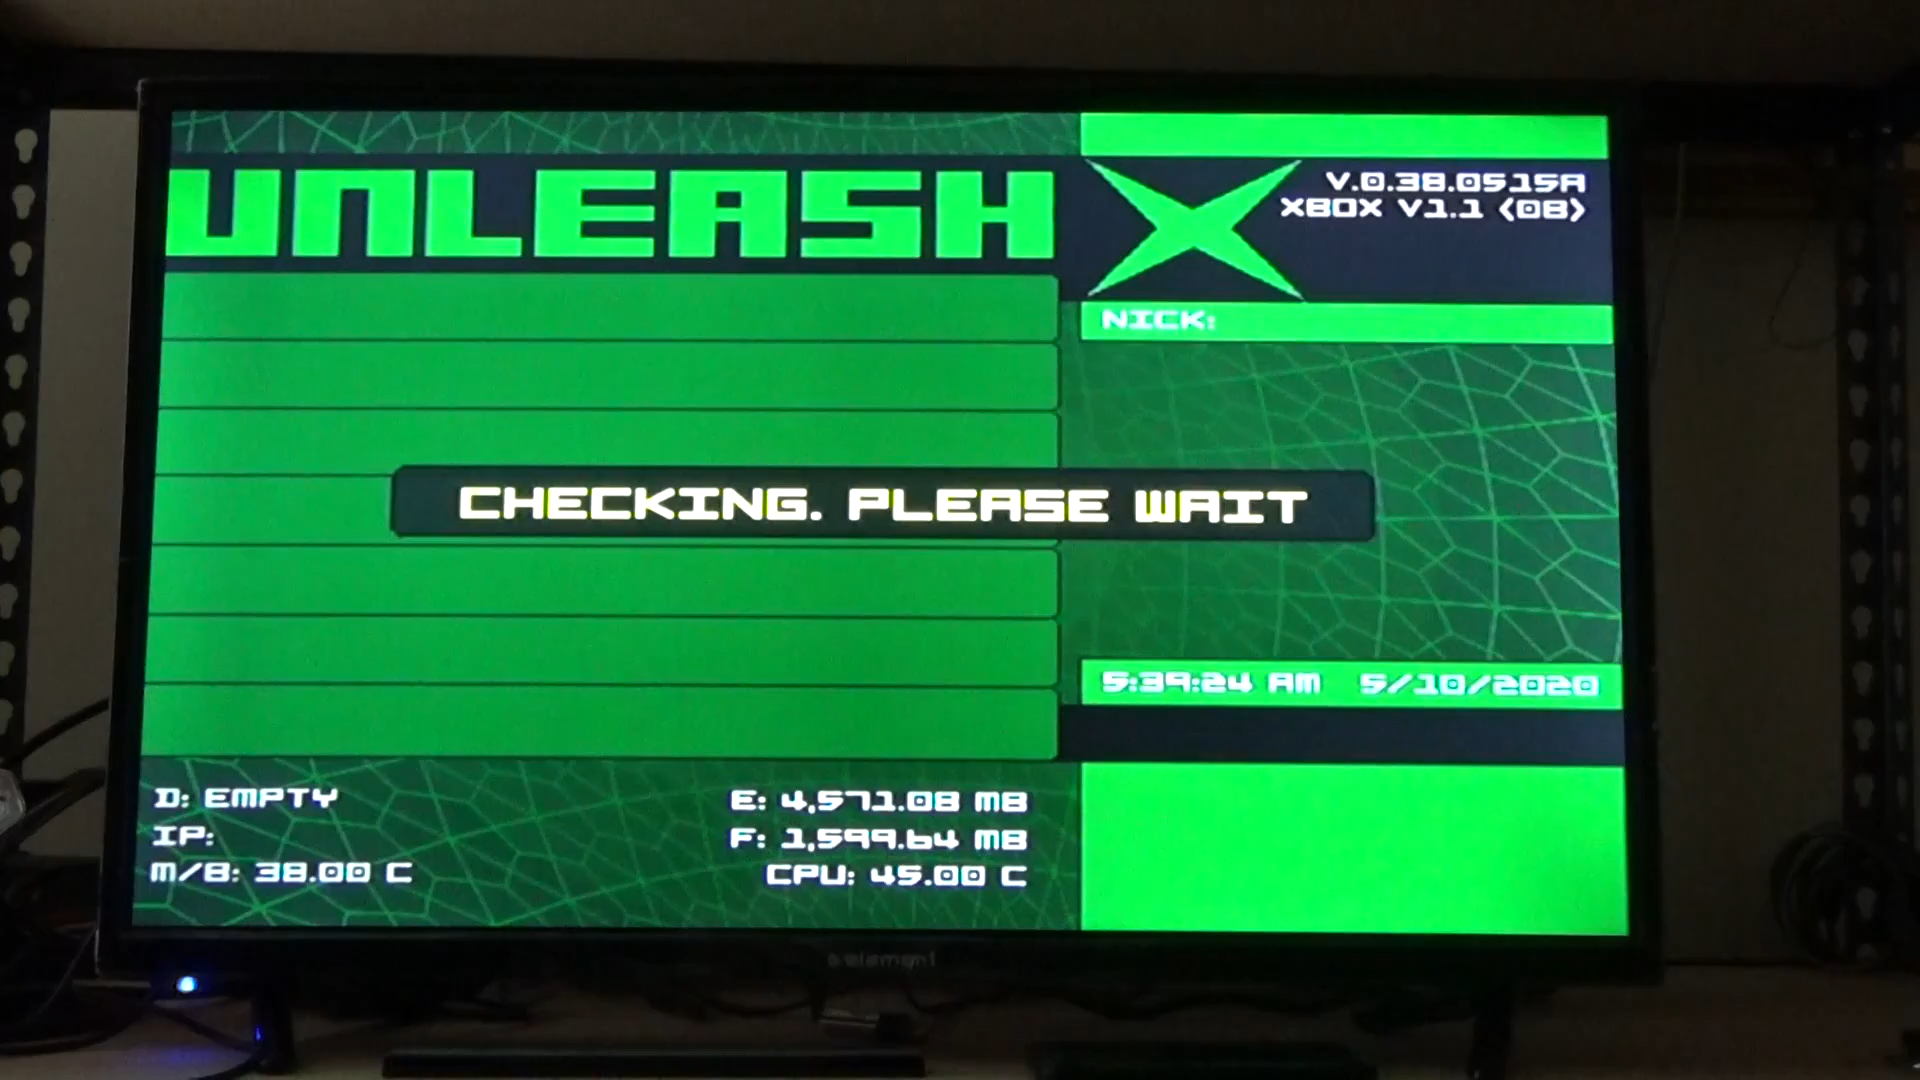 UNLEASH X
V.0.38.0515A
XBOX V1.1 (08)
NICK:
CHECKING. PLEASE WAIT
5:39:24 AM 5/10/2020
D: EMPTY
E: 4,571.08 MB
IP:
F: 1,599.64 MB
M/B: 38.00 C
CPU: 45.00 C
element